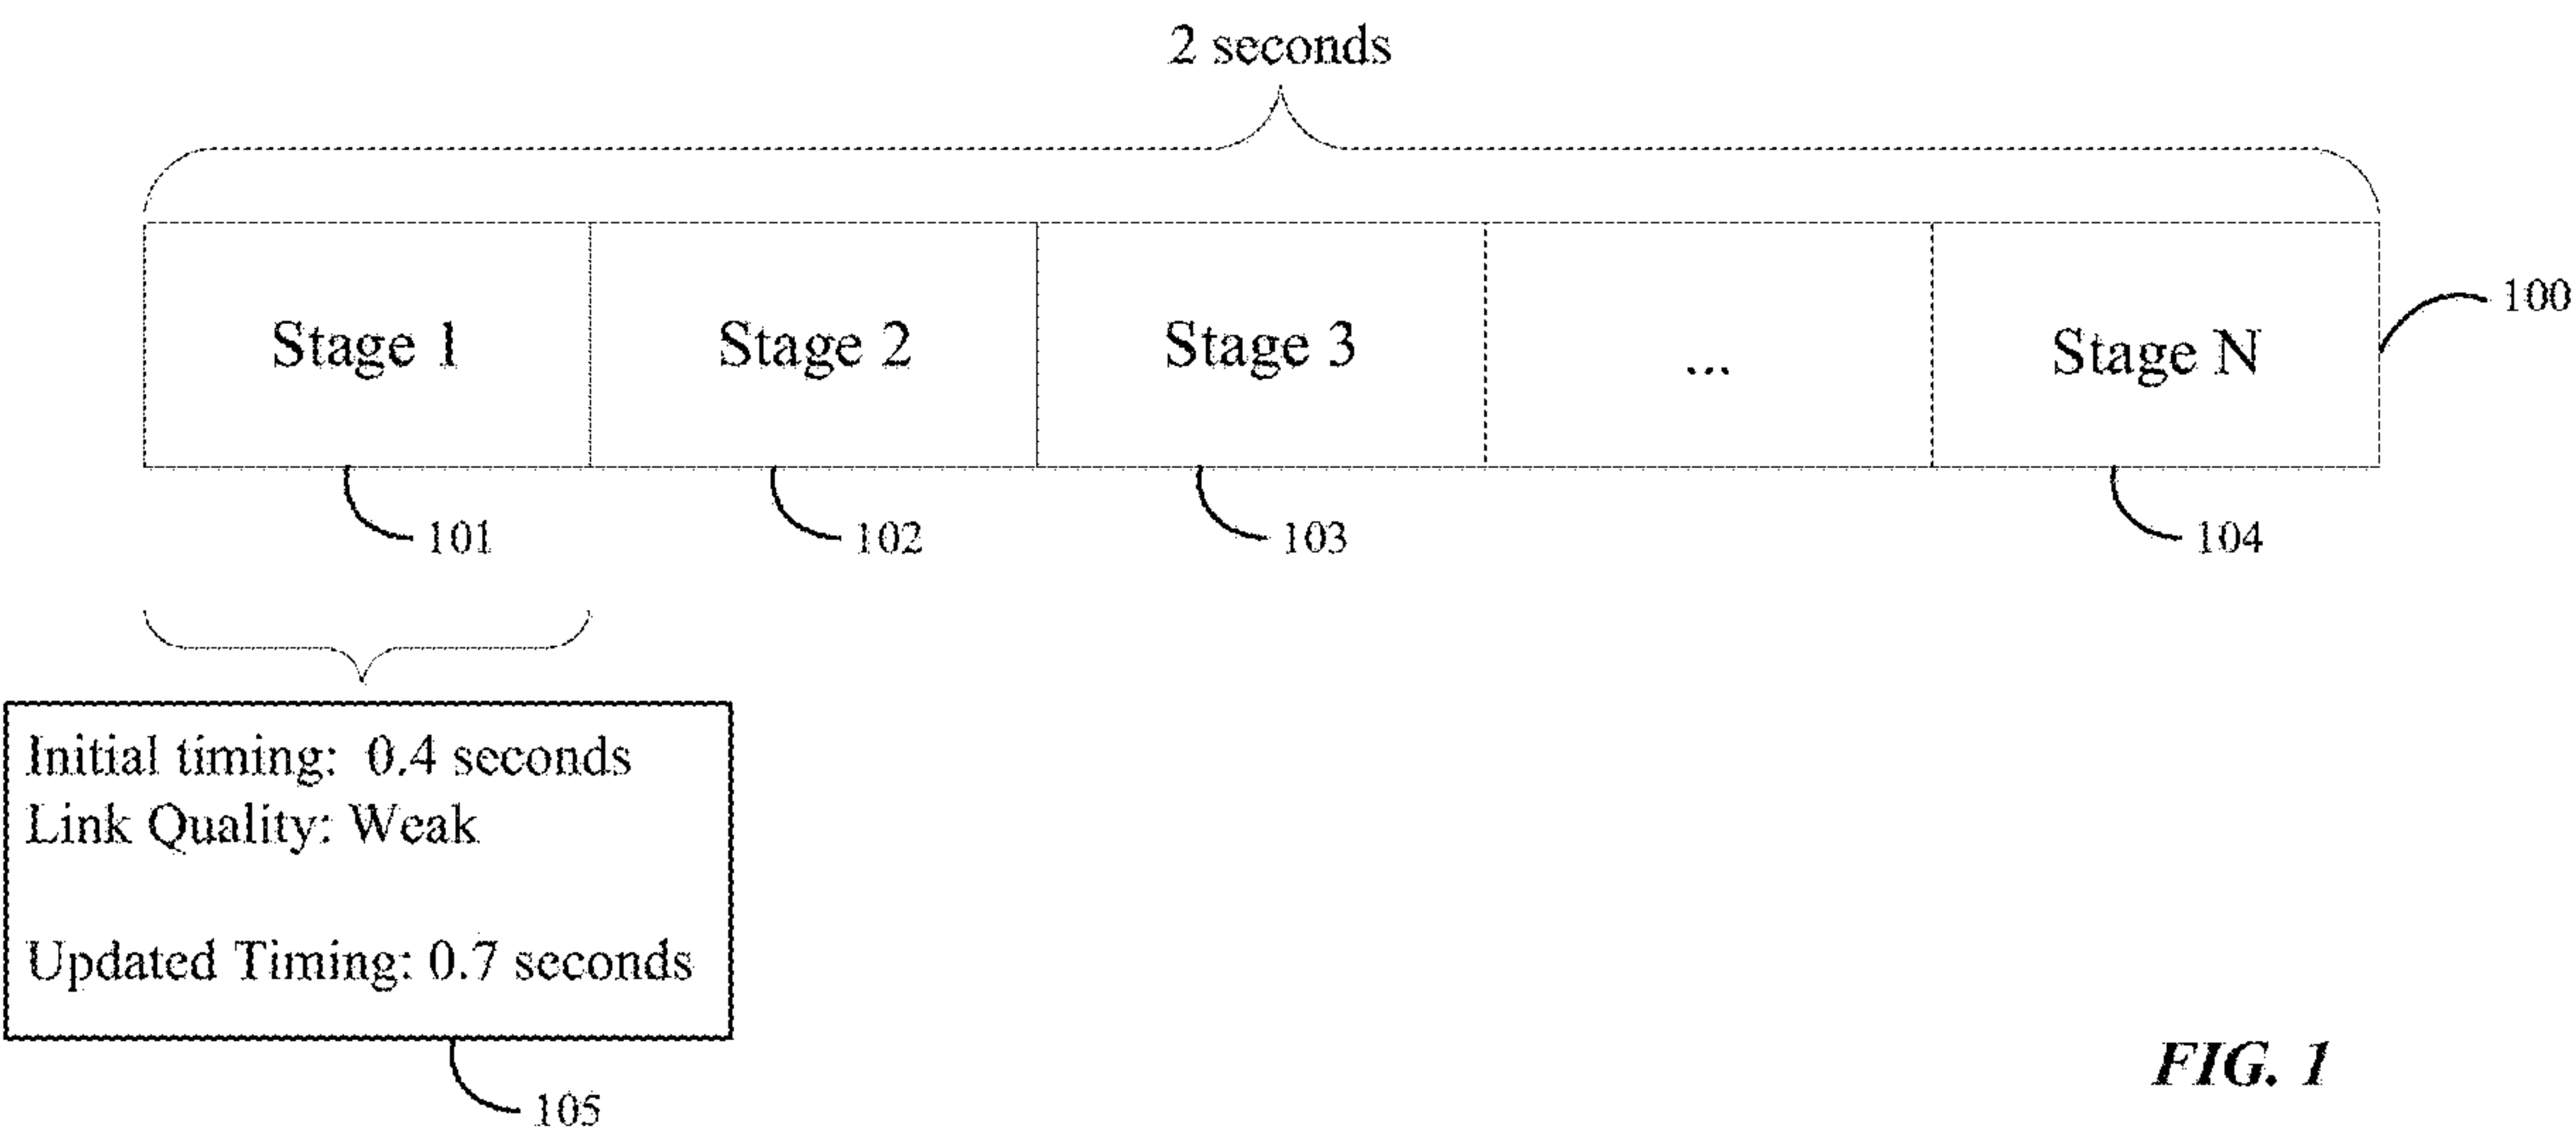 2 seconds
Stage 1
Stage 2
Stage 3
...
Stage N
100
101
102
103
104
Initial timing: 0.4 seconds
Link Quality: Weak
Updated Timing: 0.7 seconds
105
FIG. 1